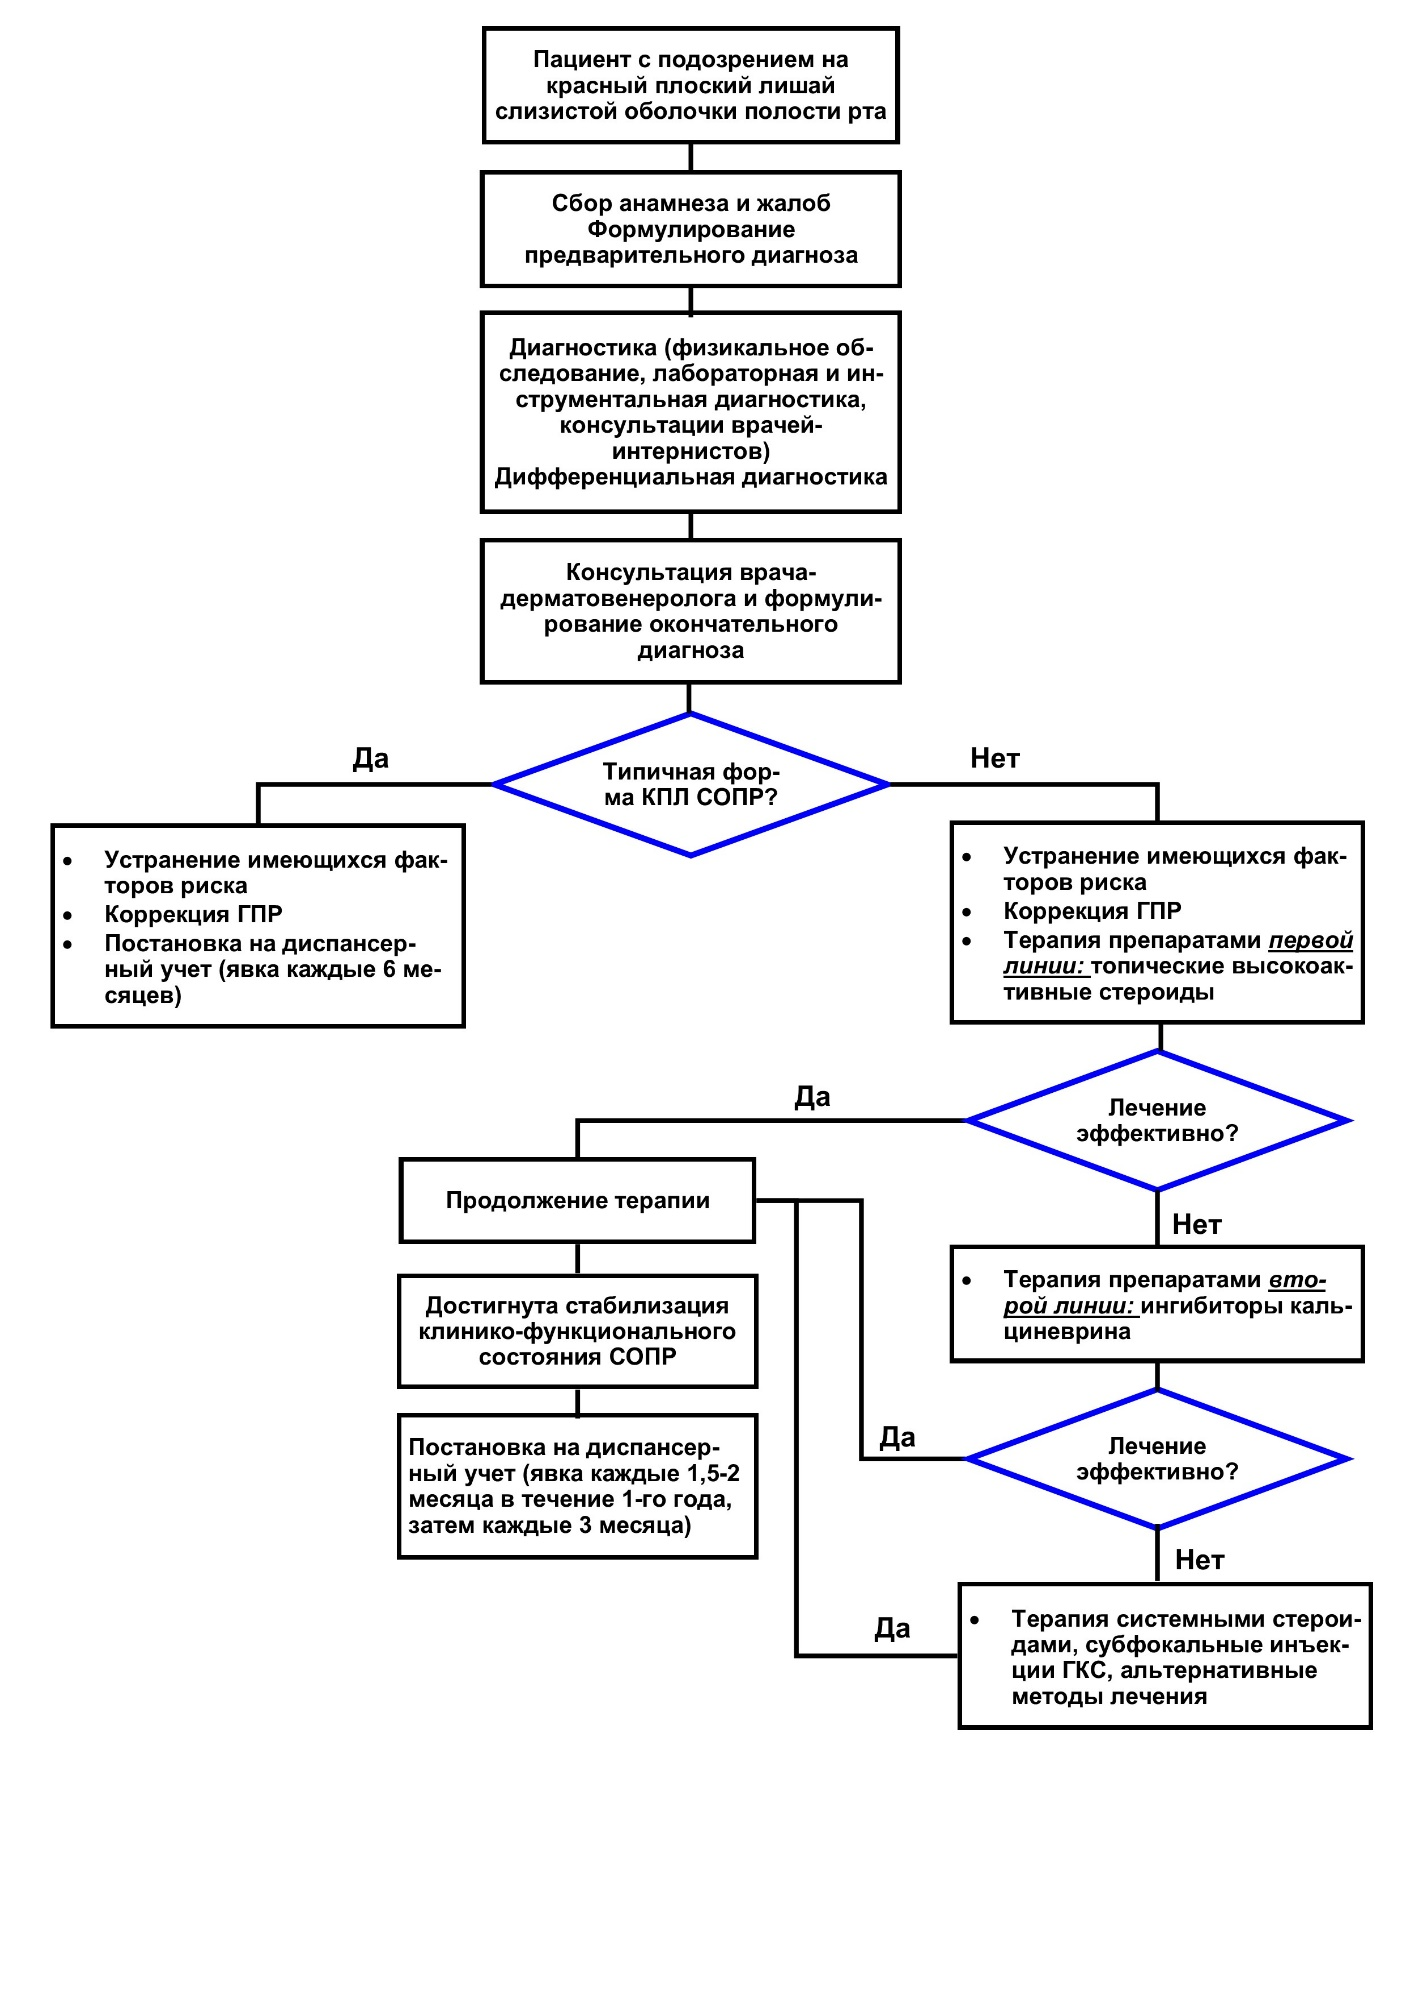 Пациент с подозрением на
красный плоский лишай
слизистой оболочки полости рта
Сбор анамнеза и жалоб
Формулирование
предварительного диагноза
Диагностика (физикальное об-
следование, лабораторная и ин-
струментальная диагностика,
консультации врачей-
интернистов)
Дифференциальная диагностика
Консультация врача-
дерматовенеролога и формули-
рование окончательного
диагноза
Типичная фор-
ма КПЛ СОПР?
Да
Нет
• Устранение имеющихся фак-
торов риска
• Коррекция ГПР
• Постановка на диспансер-
ный учет (явка каждые 6 ме-
сяцев)
• Устранение имеющихся фак-
торов риска
• Коррекция ГПР
• Терапия препаратами первой
линии: топические высокоак-
тивные стероиды
Лечение
эффективно?
Да
Нет
Продолжение терапии
Достигнута стабилизация
клинико-функционального
состояния СОПР
Постановка на диспансер-
ный учет (явка каждые 1,5-2
месяца в течение 1-го года,
затем каждые 3 месяца)
• Терапия препаратами вто-
рой линии: ингибиторы каль-
циневрина
Лечение
эффективно?
Да
Нет
• Терапия системными стерои-
дами, субфокальные инъек-
ции ГКС, альтернативные
методы лечения
Да